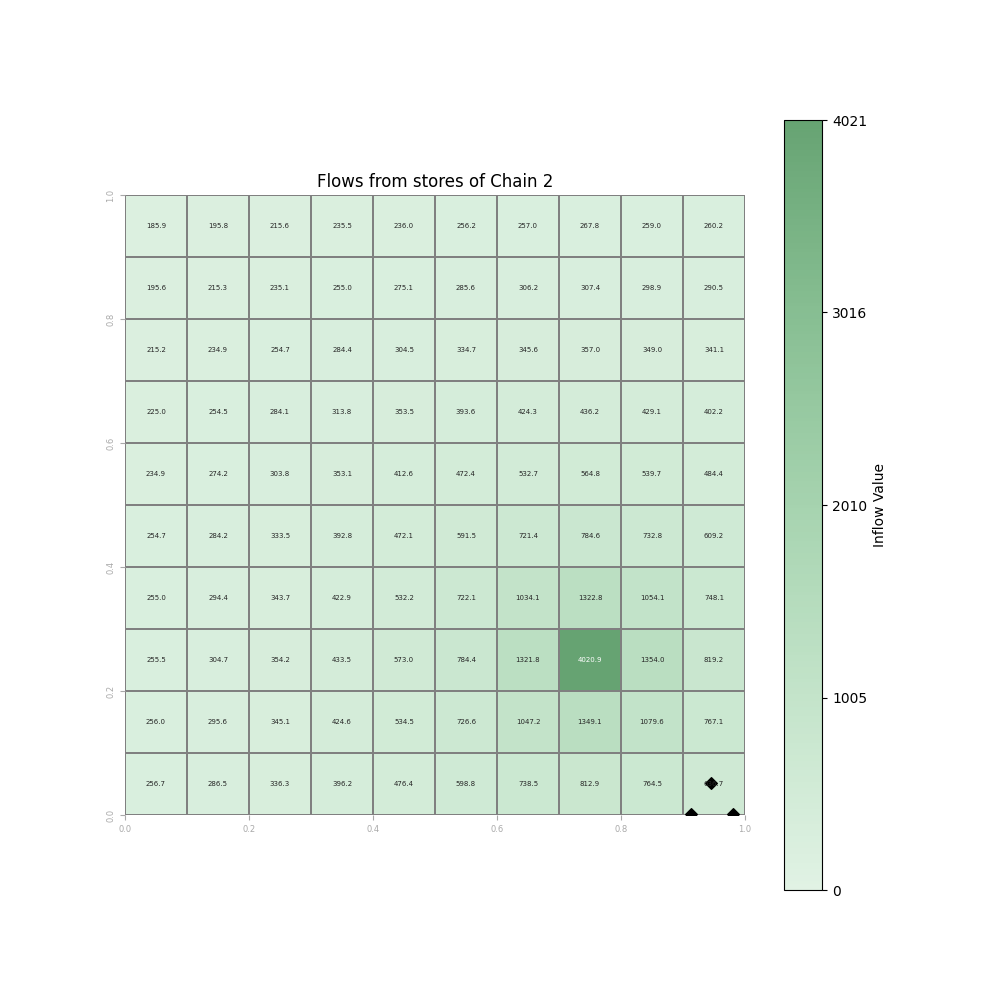 Flows from stores of Chain 2
185.9 195.8 215.6 235.5 236.0 256.2 257.0 267.8 259.0 260.2
195.6 215.3 235.1 255.0 275.1 285.6 306.2 307.4 298.9 290.5
215.2 234.9 254.7 284.4 304.5 334.7 345.6 357.0 349.0 341.1
225.0 254.5 284.1 313.8 353.5 393.6 424.3 436.2 429.1 402.2
234.9 274.2 303.8 353.1 412.6 472.4 532.7 564.8 539.7 484.4
254.7 284.2 333.5 392.8 472.1 591.5 721.4 784.6 732.8 609.2
255.0 294.4 343.7 422.9 532.2 722.1 1034.1 1322.8 1054.1 748.1
255.5 304.7 354.2 433.5 573.0 784.4 1321.8 4020.9 1354.0 819.2
256.0 295.6 345.1 424.6 534.5 726.6 1047.2 1349.1 1079.6 767.1
256.7 286.5 336.3 396.2 476.4 598.8 738.5 812.9 764.5
0.0 0.2 0.4 0.6 0.8 1.0
0.0
0.2
0.4
0.6
0.8
1.0
4021
3016
2010
1005
0
Inflow Value